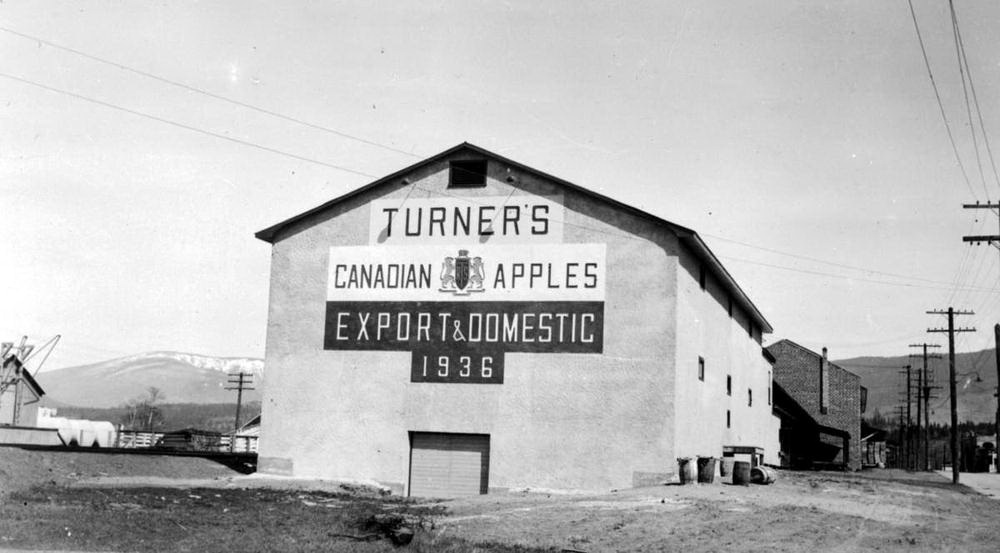 TURNER'S
CANADIAN APPLES
EXPORT & DOMESTIC
1936